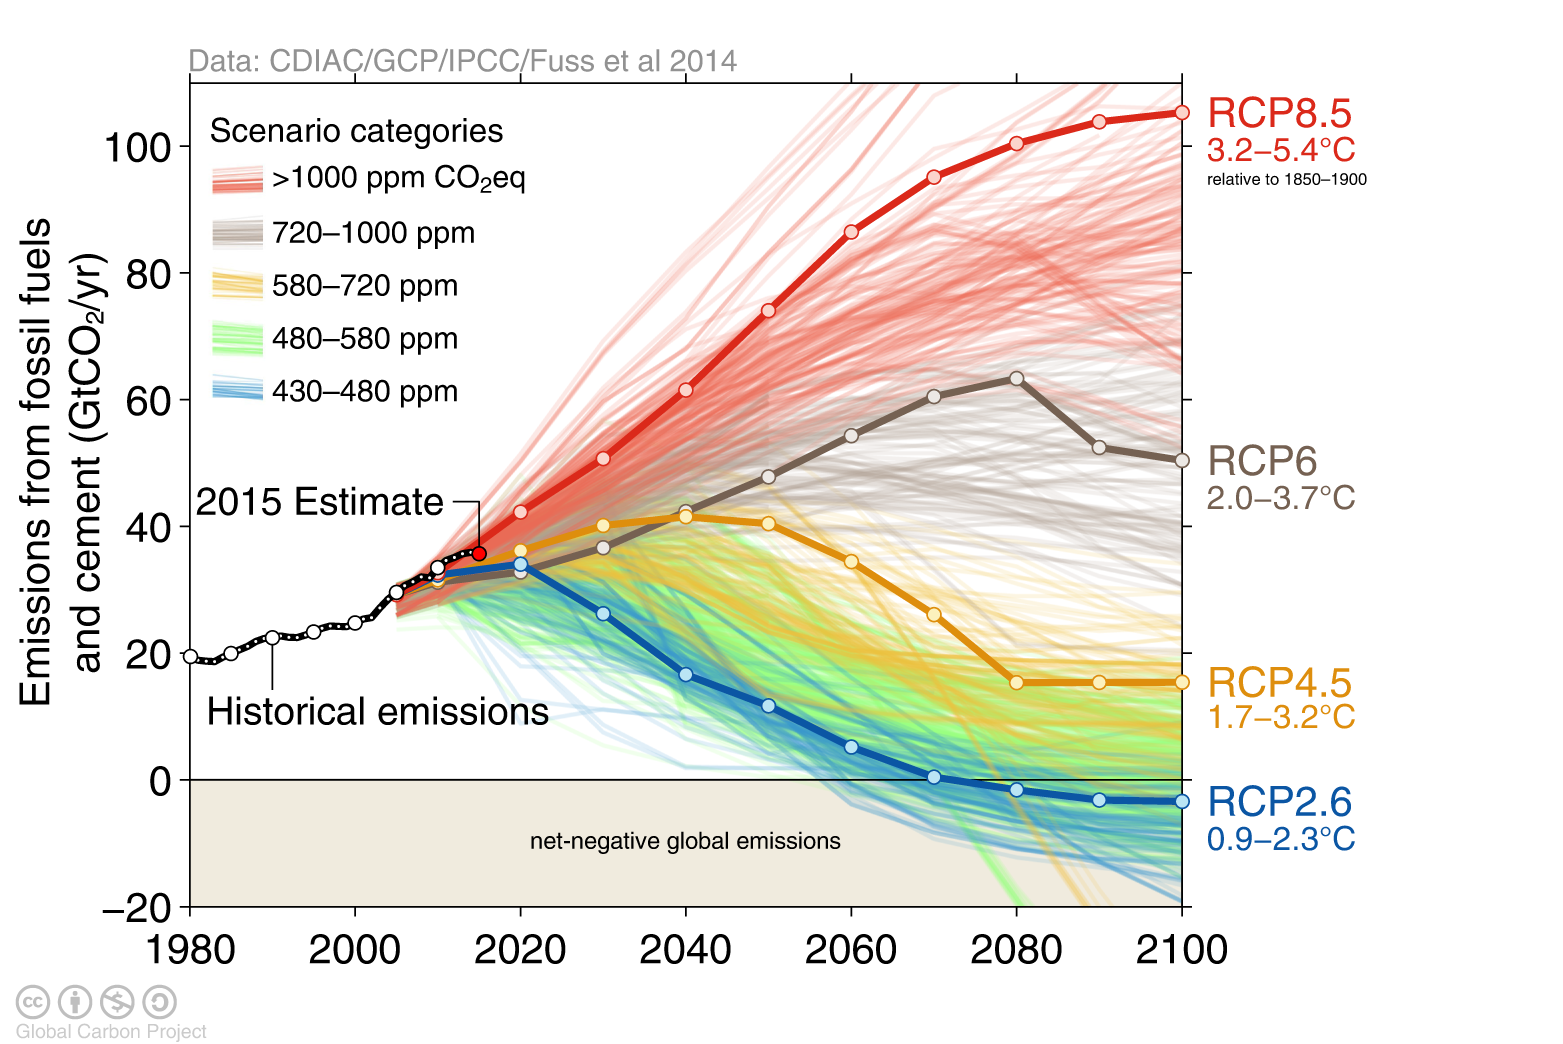 Data: CDIAC/GCP/IPCC/Fuss et al 2014
Scenario categories
>1000 ppm CO₂eq
720–1000 ppm
580–720 ppm
480–580 ppm
430–480 ppm
Emissions from fossil fuels
and cement (GtCO₂/yr)
100
80
60
40
20
0
−20
1980
2000
2020
2040
2060
2080
2100
2015 Estimate
Historical emissions
net-negative global emissions
RCP8.5
3.2–5.4°C
relative to 1850–1900
RCP6
2.0–3.7°C
RCP4.5
1.7–3.2°C
RCP2.6
0.9–2.3°C
cc
Global Carbon Project